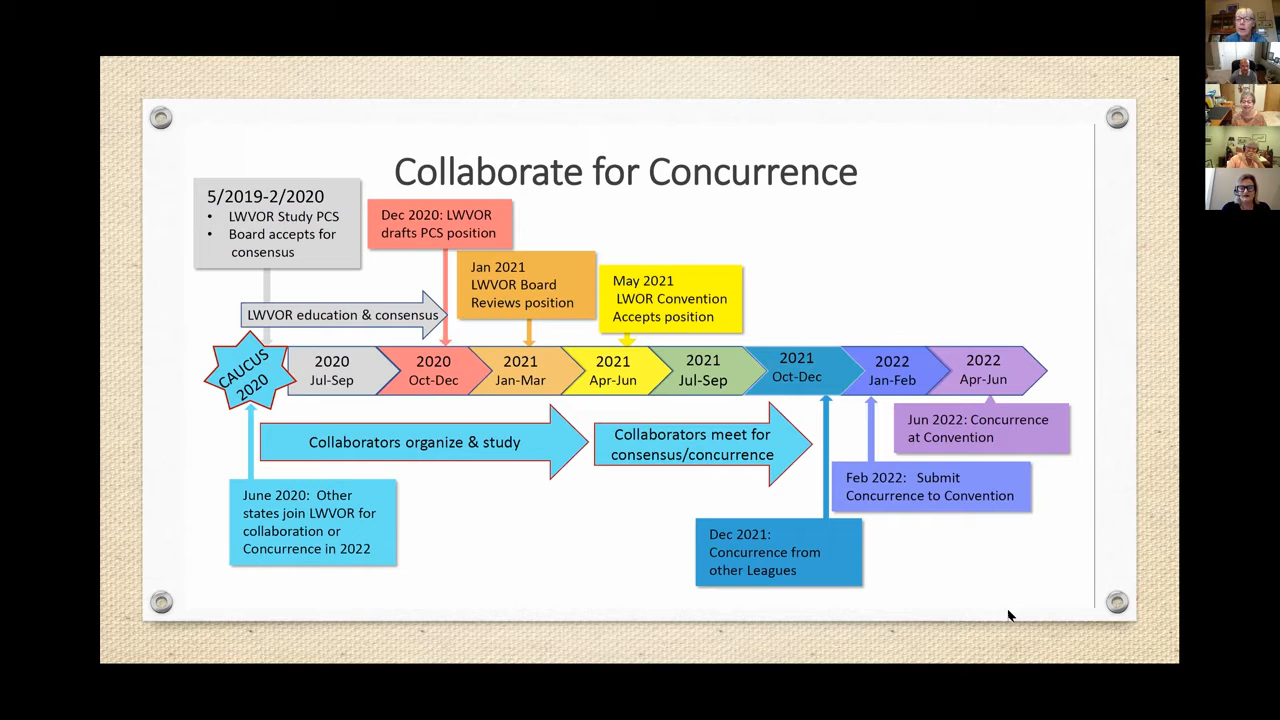 Collaborate for Concurrence
5/2019-2/2020
• LWVOR Study PCS
• Board accepts for
consensus
Dec 2020: LWVOR
drafts PCS position
Jan 2021
LWVOR Board
Reviews position
May 2021
LWOR Convention
Accepts position
LWVOR education & consensus
CAUCUS
2020
2020
Jul-Sep
2020
Oct-Dec
2021
Jan-Mar
2021
Apr-Jun
2021
Jul-Sep
2021
Oct-Dec
2022
Jan-Feb
2022
Apr-Jun
Collaborators organize & study
Collaborators meet for
consensus/concurrence
Jun 2022: Concurrence
at Convention
Feb 2022: Submit
Concurrence to Convention
June 2020: Other
states join LWVOR for
collaboration or
Concurrence in 2022
Dec 2021:
Concurrence from
other Leagues